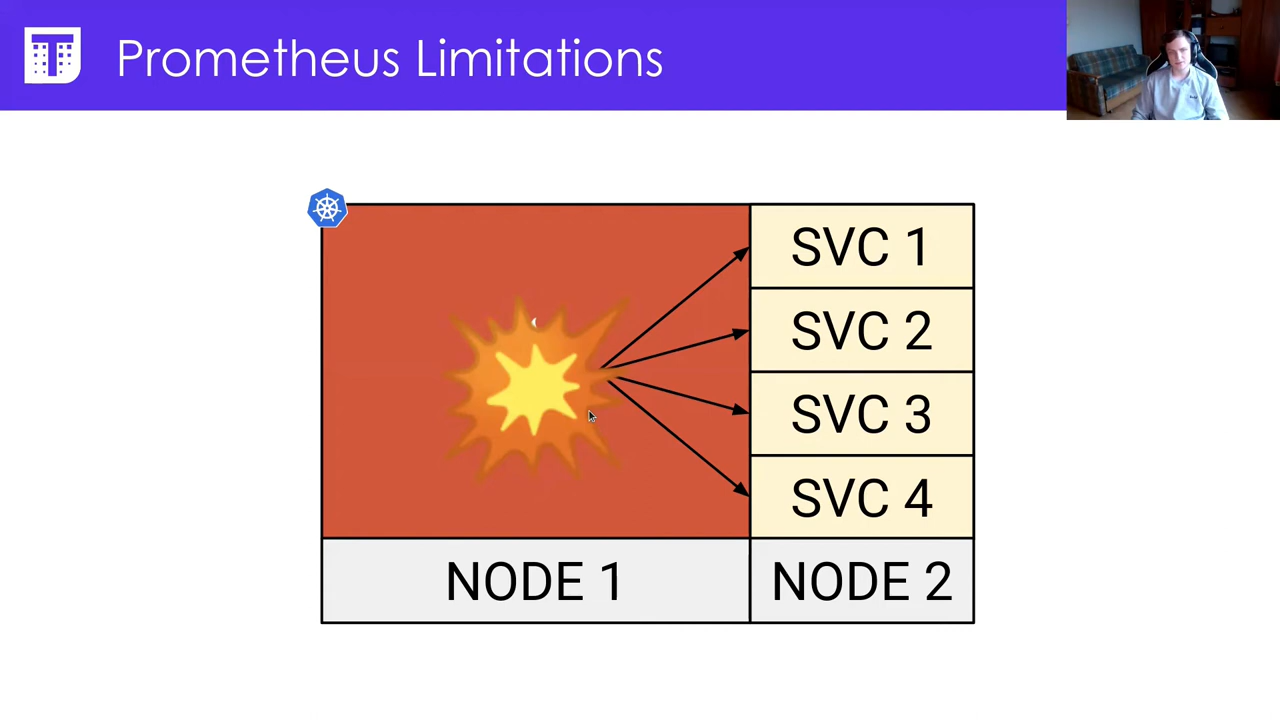 Prometheus Limitations
SVC 1
SVC 2
SVC 3
SVC 4
NODE 1
NODE 2